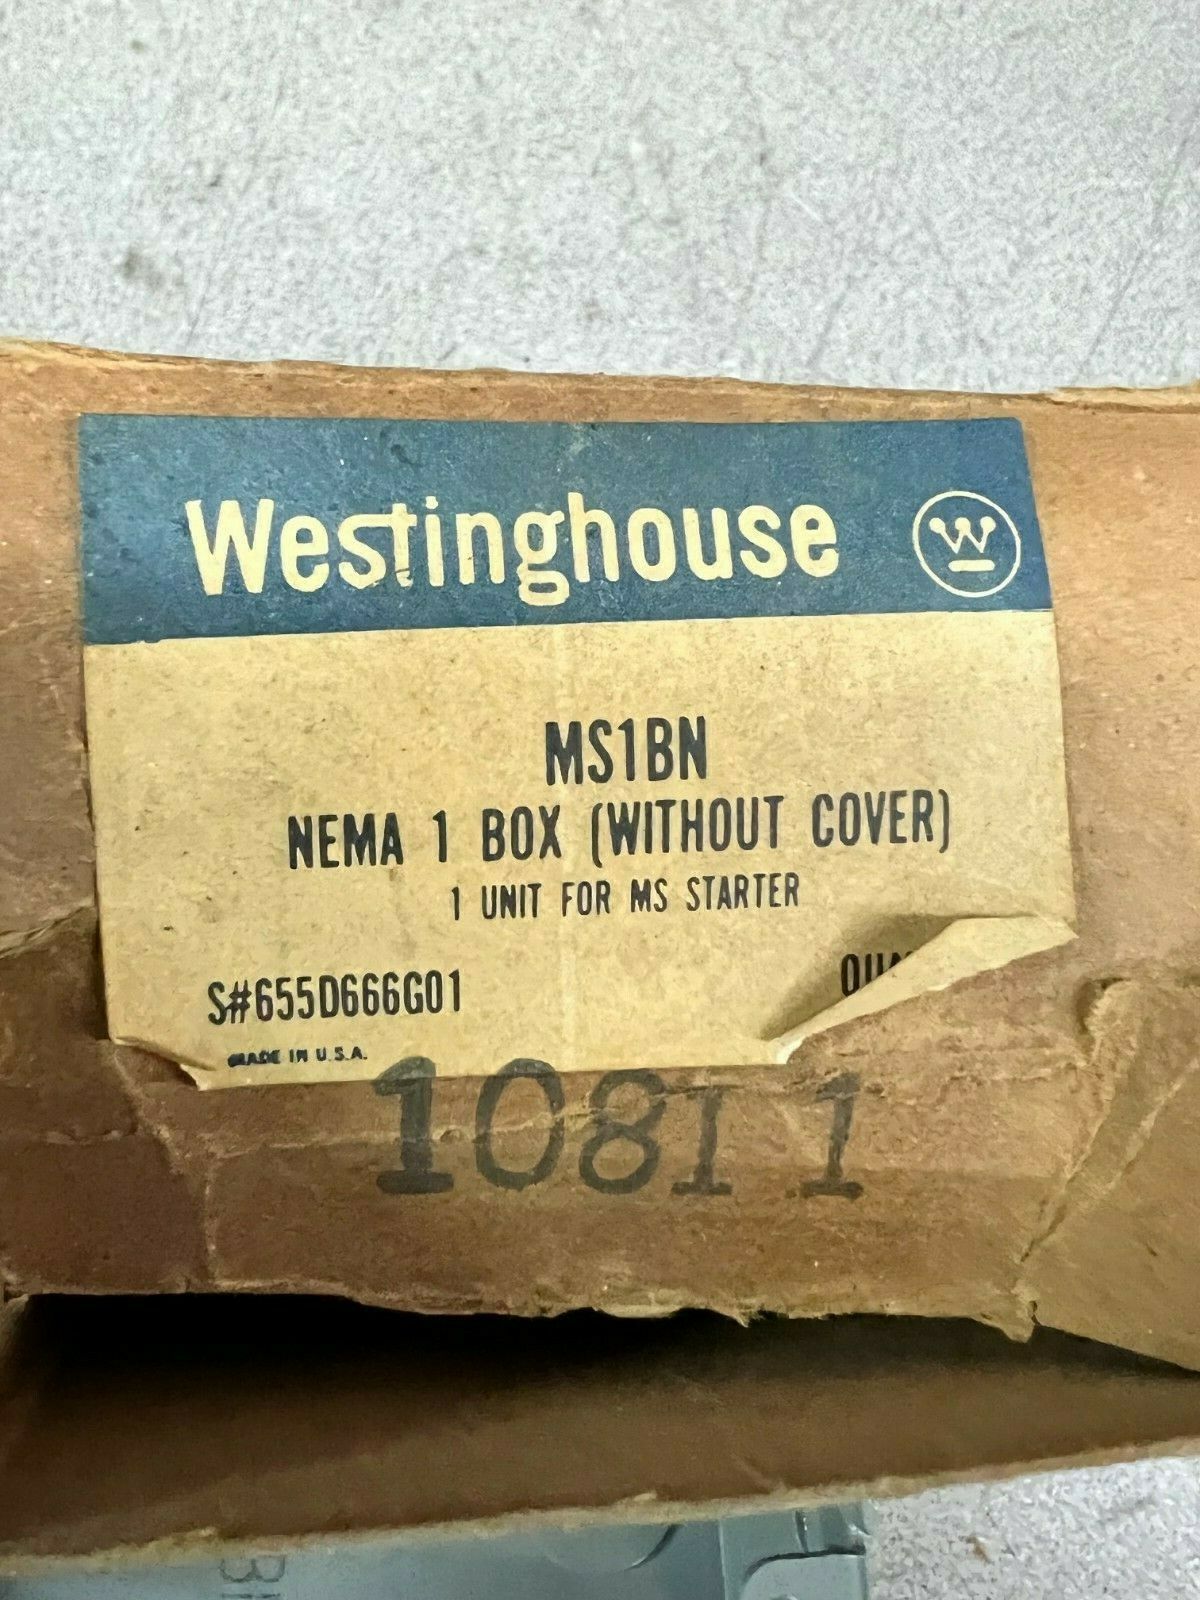 Westinghouse W
MS1BN
NEMA 1 BOX (WITHOUT COVER)
1 UNIT FOR MS STARTER
S#655D666G01
MADE IN U.S.A.
10811